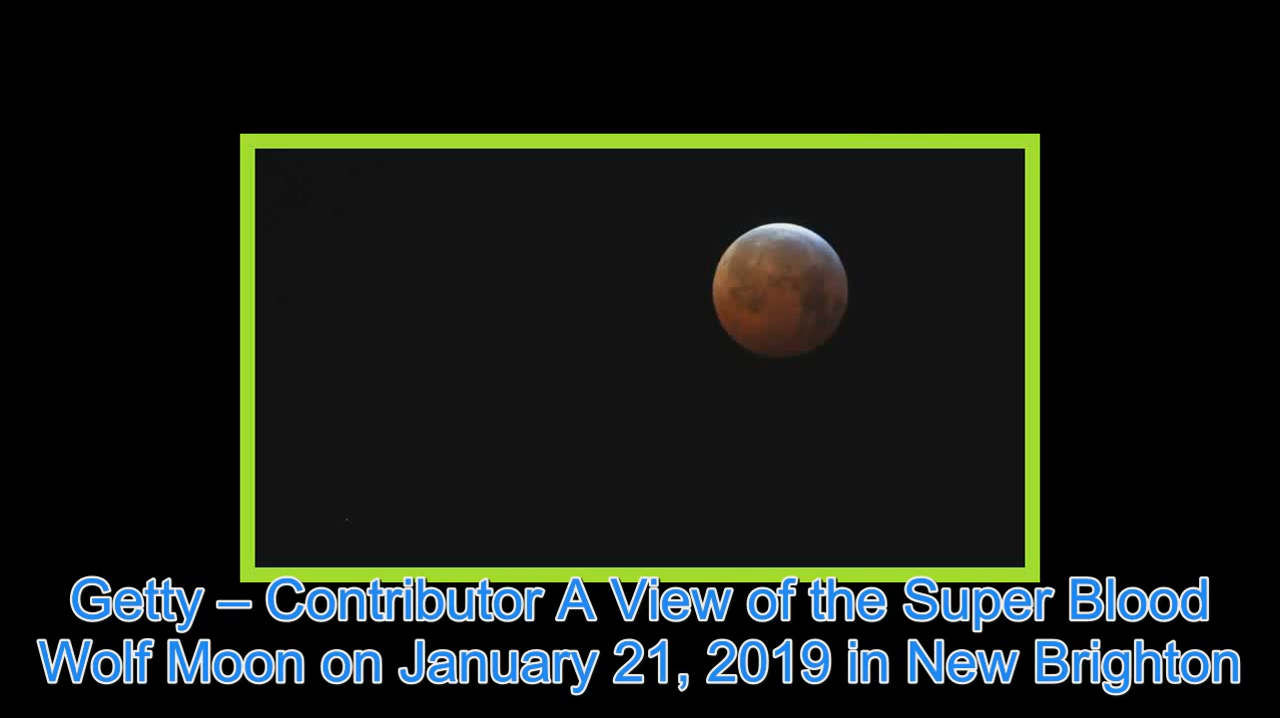 Getty – Contributor A View of the Super Blood
Wolf Moon on January 21, 2019 in New Brighton